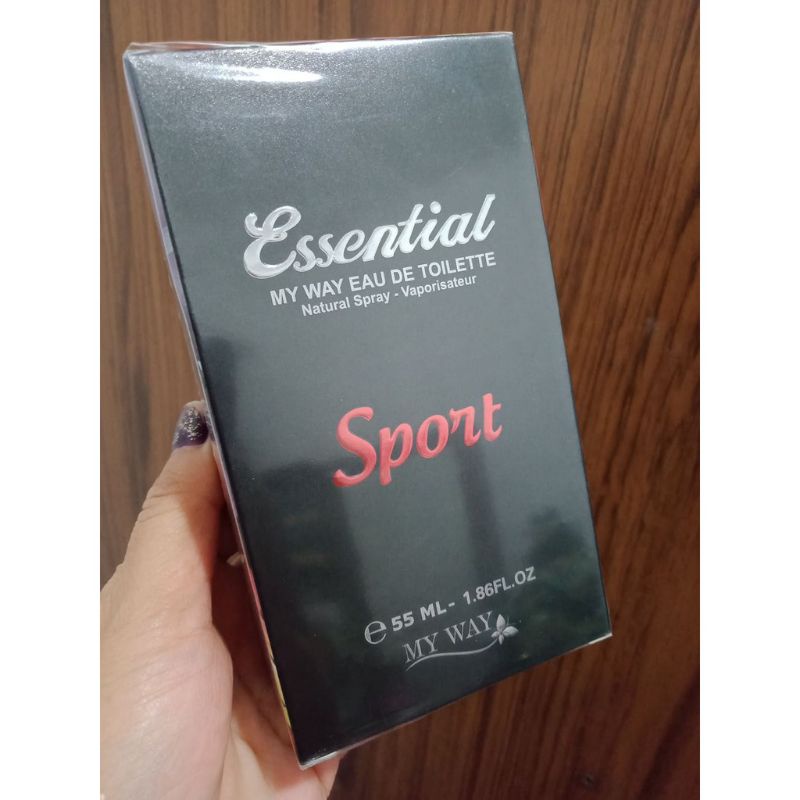 Essential
MY WAY EAU DE TOILETTE
Natural Spray - Vaporisateur
Sport
℮ 55 ML - 1.86FL.OZ
MY WAY